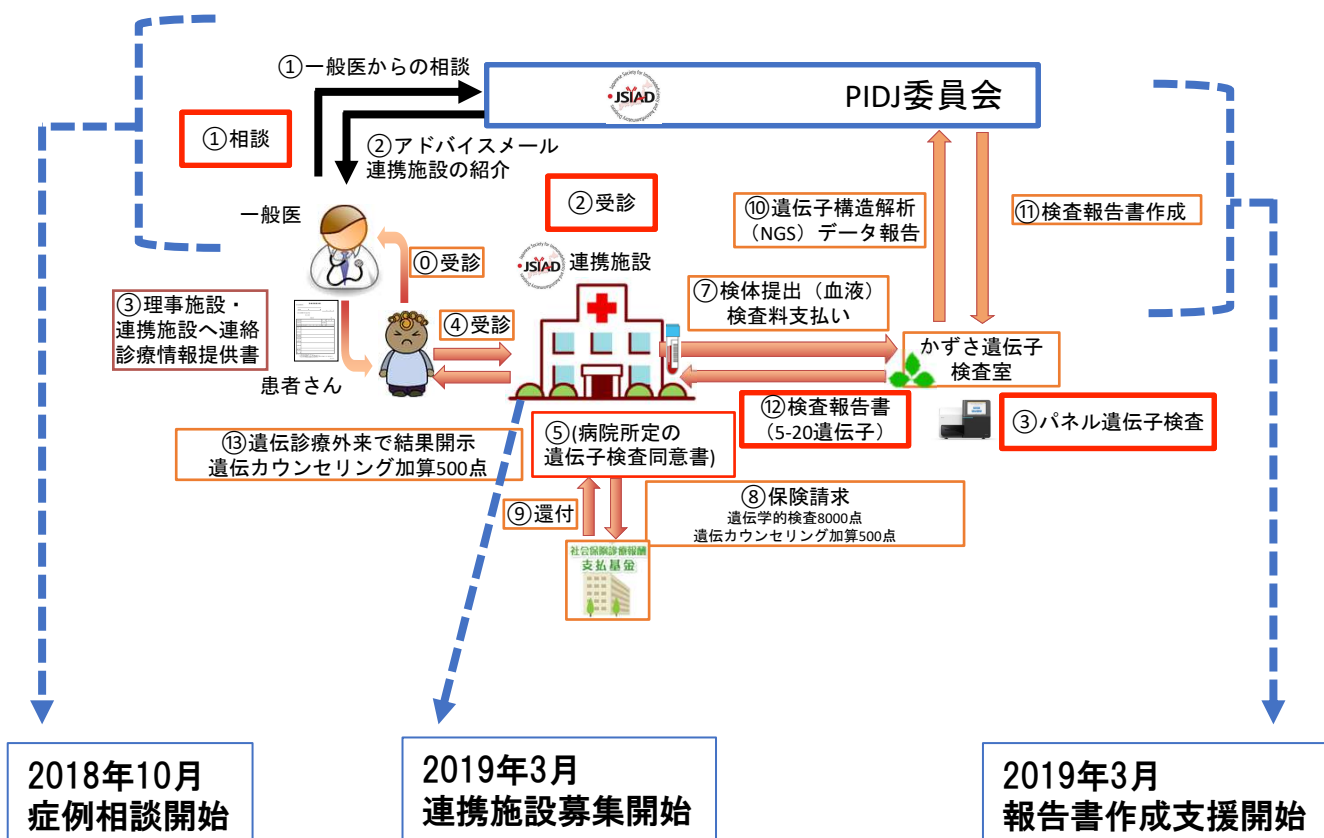 ①一般医からの相談
JSIAD
PIDJ委員会
①相談
②アドバイスメール
連携施設の紹介
②受診
⑩遺伝子構造解析
（NGS）データ報告
⑪検査報告書作成
一般医
⓪受診
JSIAD
連携施設
③理事施設・
連携施設へ連絡
診療情報提供書
④受診
⑦検体提出（血液）
検査料支払い
かずさ遺伝子
検査室
患者さん
⑫検査報告書
（5-20遺伝子）
③パネル遺伝子検査
⑬遺伝診療外来で結果開示
遺伝カウンセリング加算500点
⑤(病院所定の
遺伝子検査同意書)
⑧保険請求
遺伝学的検査8000点
遺伝カウンセリング加算500点
⑨還付
社会保険診療報酬
支払基金
2018年10月
症例相談開始
2019年3月
連携施設募集開始
2019年3月
報告書作成支援開始